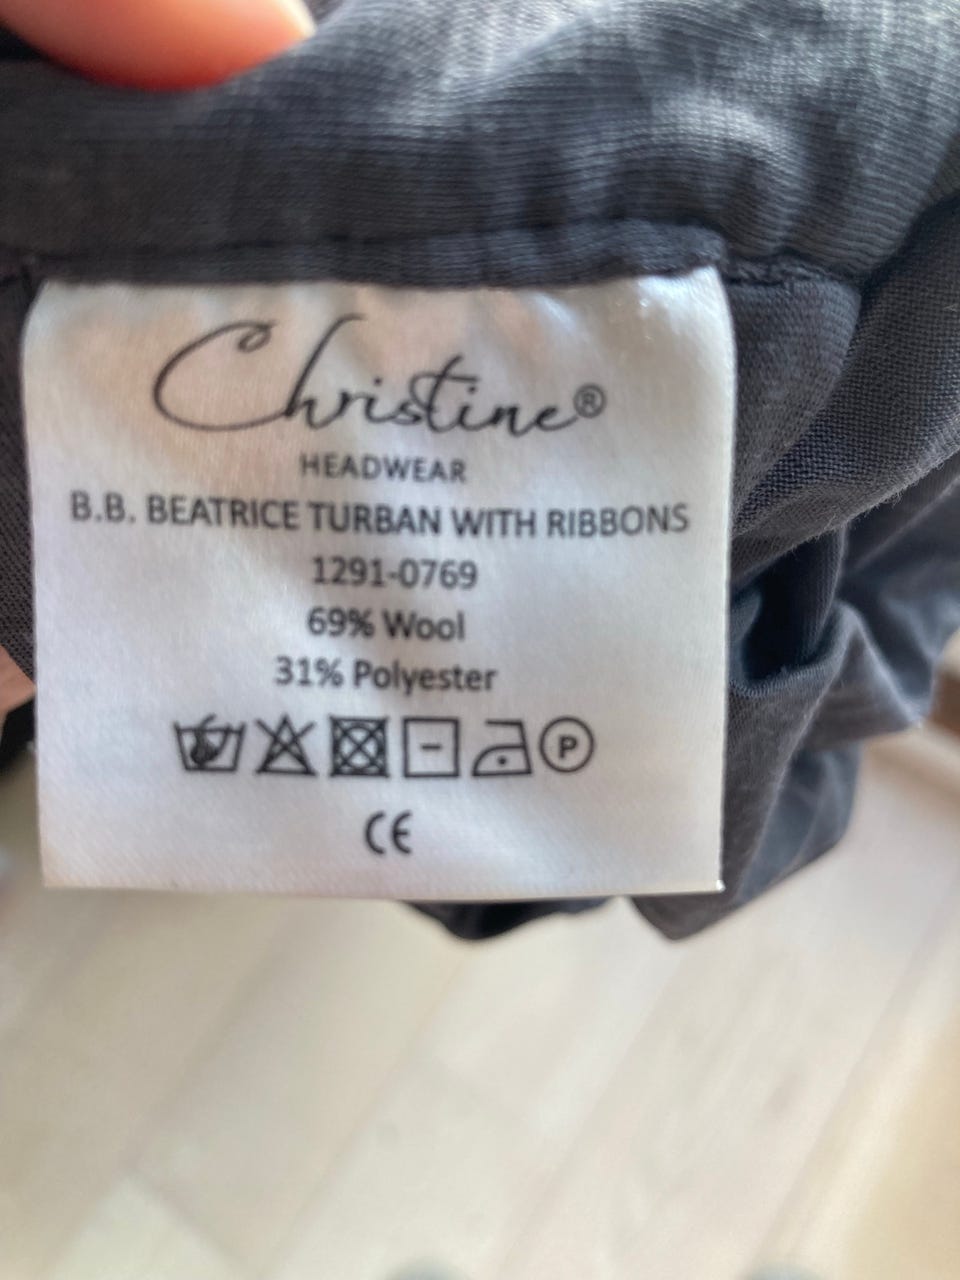 Christine®
HEADWEAR
B.B. BEATRICE TURBAN WITH RIBBONS
1291-0769
69% Wool
31% Polyester
P
CE